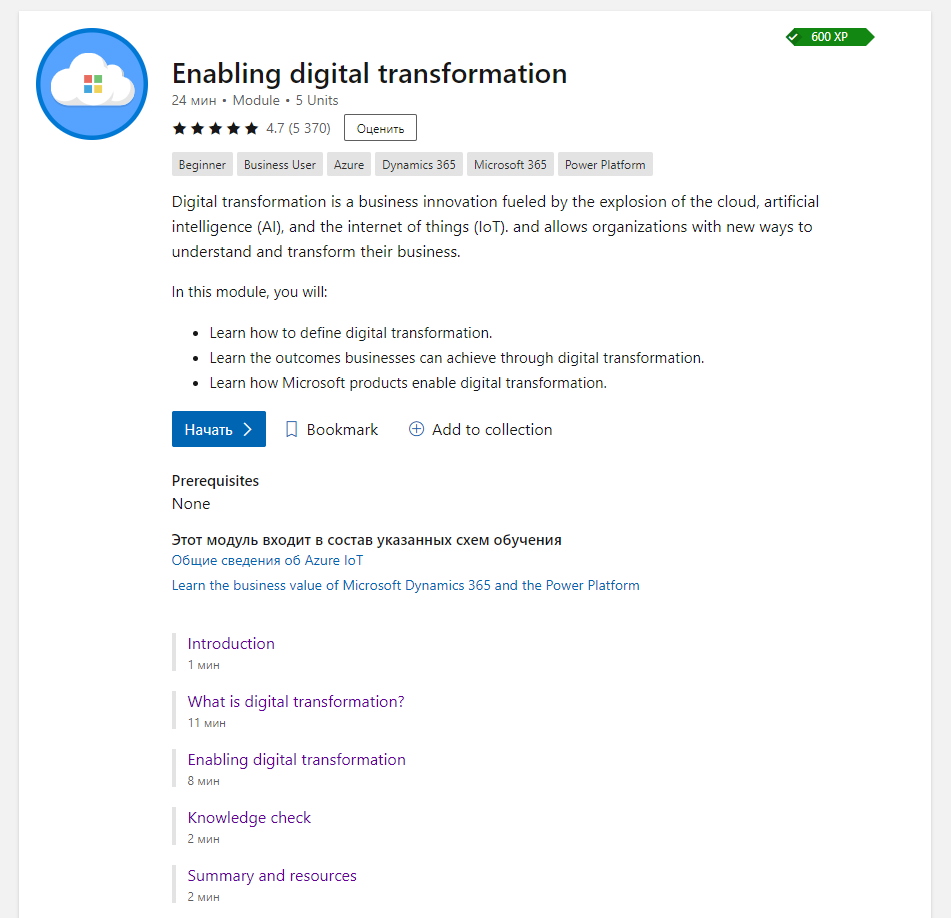 600 XP
Enabling digital transformation
24 мин • Module • 5 Units
4.7 (5 370) Оценить
Beginner Business User Azure Dynamics 365 Microsoft 365 Power Platform
Digital transformation is a business innovation fueled by the explosion of the cloud, artificial
intelligence (AI), and the internet of things (IoT). and allows organizations with new ways to
understand and transform their business.
In this module, you will:
• Learn how to define digital transformation.
• Learn the outcomes businesses can achieve through digital transformation.
• Learn how Microsoft products enable digital transformation.
Начать Bookmark Add to collection
Prerequisites
None
Этот модуль входит в состав указанных схем обучения
Общие сведения об Azure IoT
Learn the business value of Microsoft Dynamics 365 and the Power Platform
Introduction
1 мин
What is digital transformation?
11 мин
Enabling digital transformation
8 мин
Knowledge check
2 мин
Summary and resources
2 мин